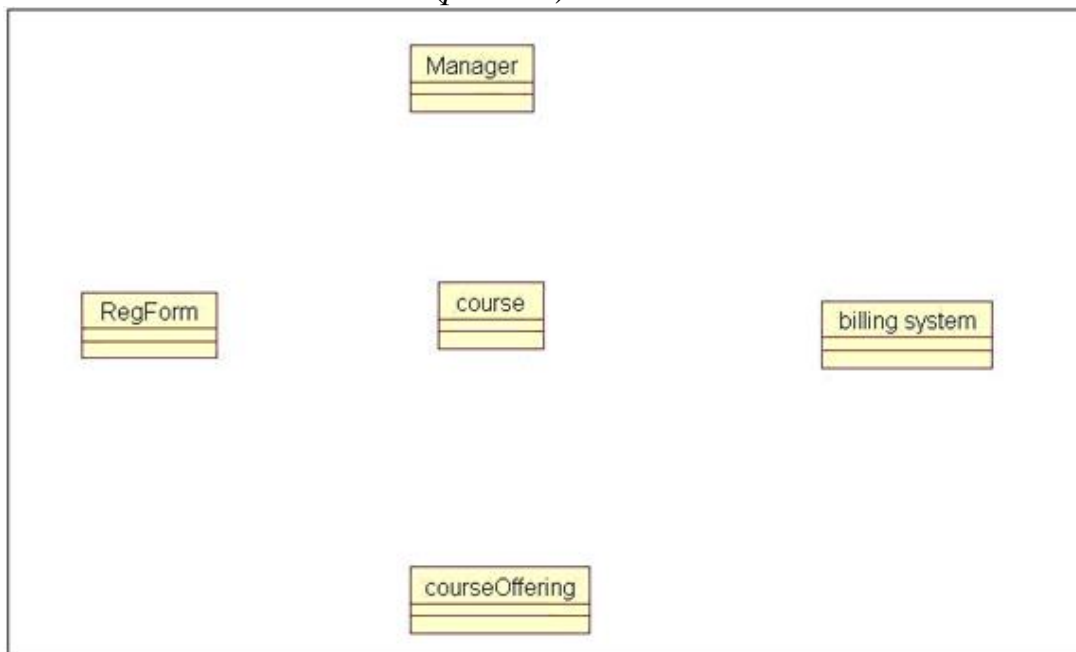 Manager
RegForm
course
billing system
courseOffering